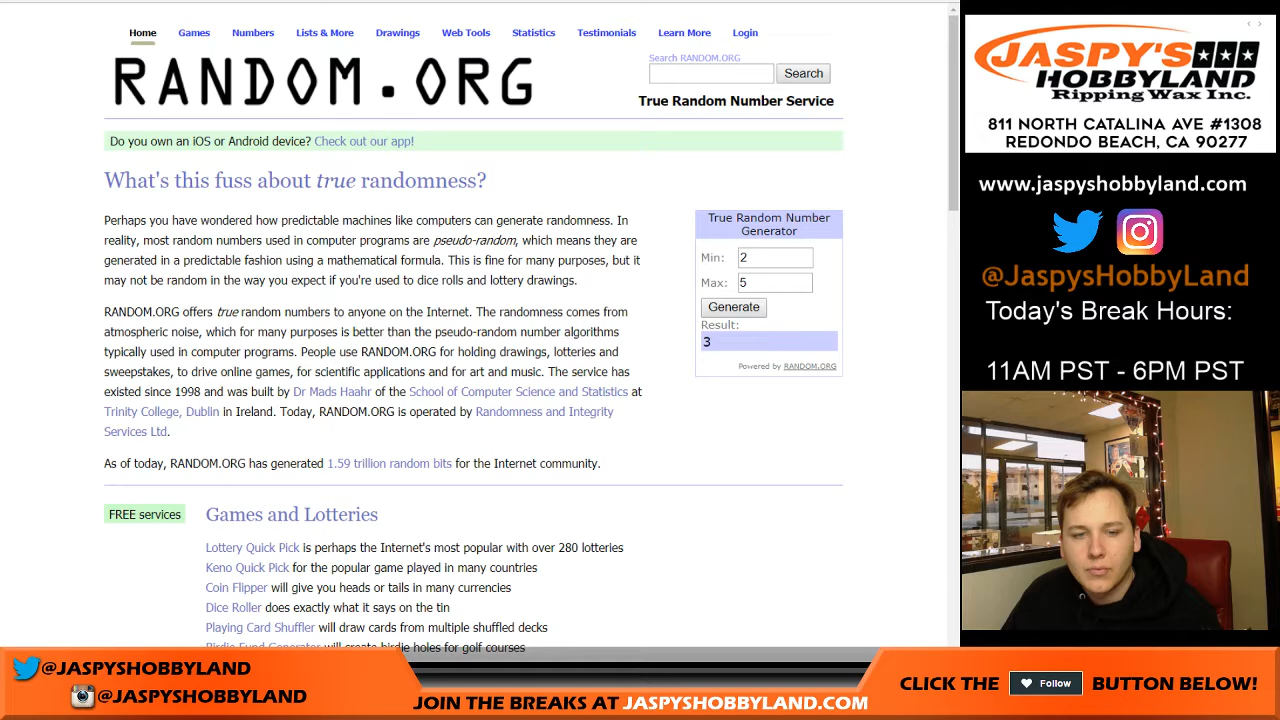 Home Games Numbers Lists & More Drawings Web Tools Statistics Testimonials Learn More Login
RANDOM.ORG
Search RANDOM.ORG
Search
True Random Number Service
Do you own an iOS or Android device? Check out our app!
What's this fuss about true randomness?
Perhaps you have wondered how predictable machines like computers can generate randomness. In
reality, most random numbers used in computer programs are pseudo-random, which means they are
generated in a predictable fashion using a mathematical formula. This is fine for many purposes, but it
may not be random in the way you expect if you're used to dice rolls and lottery drawings.
RANDOM.ORG offers true random numbers to anyone on the Internet. The randomness comes from
atmospheric noise, which for many purposes is better than the pseudo-random number algorithms
typically used in computer programs. People use RANDOM.ORG for holding drawings, lotteries and
sweepstakes, to drive online games, for scientific applications and for art and music. The service has
existed since 1998 and was built by Dr Mads Haahr of the School of Computer Science and Statistics at
Trinity College, Dublin in Ireland. Today, RANDOM.ORG is operated by Randomness and Integrity
Services Ltd.
As of today, RANDOM.ORG has generated 1.59 trillion random bits for the Internet community.
True Random Number
Generator
Min: 2
Max: 5
Generate
Result:
3
Powered by RANDOM.ORG
FREE services
Games and Lotteries
Lottery Quick Pick is perhaps the Internet's most popular with over 280 lotteries
Keno Quick Pick for the popular game played in many countries
Coin Flipper will give you heads or tails in many currencies
Dice Roller does exactly what it says on the tin
Playing Card Shuffler will draw cards from multiple shuffled decks
Birdie Fund Generator will create birdie holes for golf courses
JASPY'S
HOBBYLAND
Ripping Wax Inc.
811 NORTH CATALINA AVE #1308
REDONDO BEACH, CA 90277
www.jaspyshobbyland.com
@JaspysHobbyLand
Today's Break Hours:
11AM PST - 6PM PST
@JASPYSHOBBYLAND
@JASPYSHOBBYLAND
JOIN THE BREAKS AT JASPYSHOBBYLAND.COM
CLICK THE Follow BUTTON BELOW!